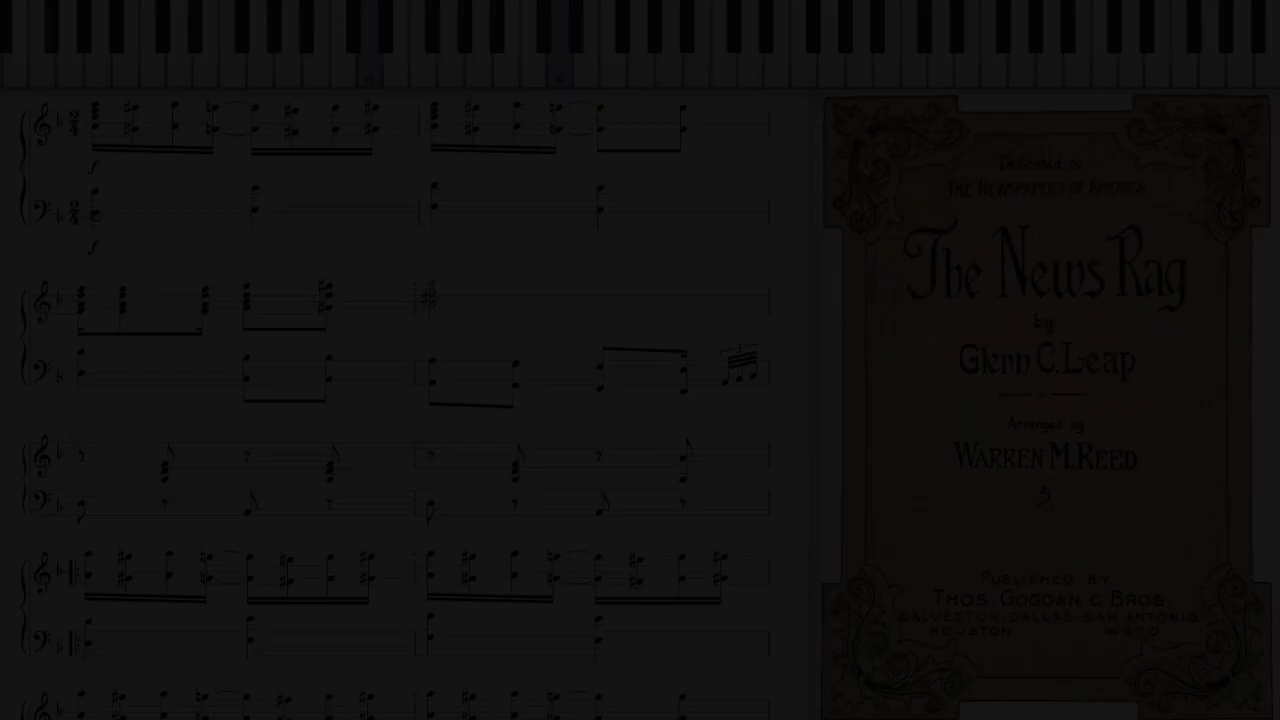 Dedicated to
THE NEWSPAPERS OF AMERICA
The News Rag
by
Glenn C. Leap
Arranged by
WARREN M. REED
5
PUBLISHED BY
THOS. GOGGAN & BROS
GALVESTON. DALLAS. SAN ANTONIO
HOUSTON WACO